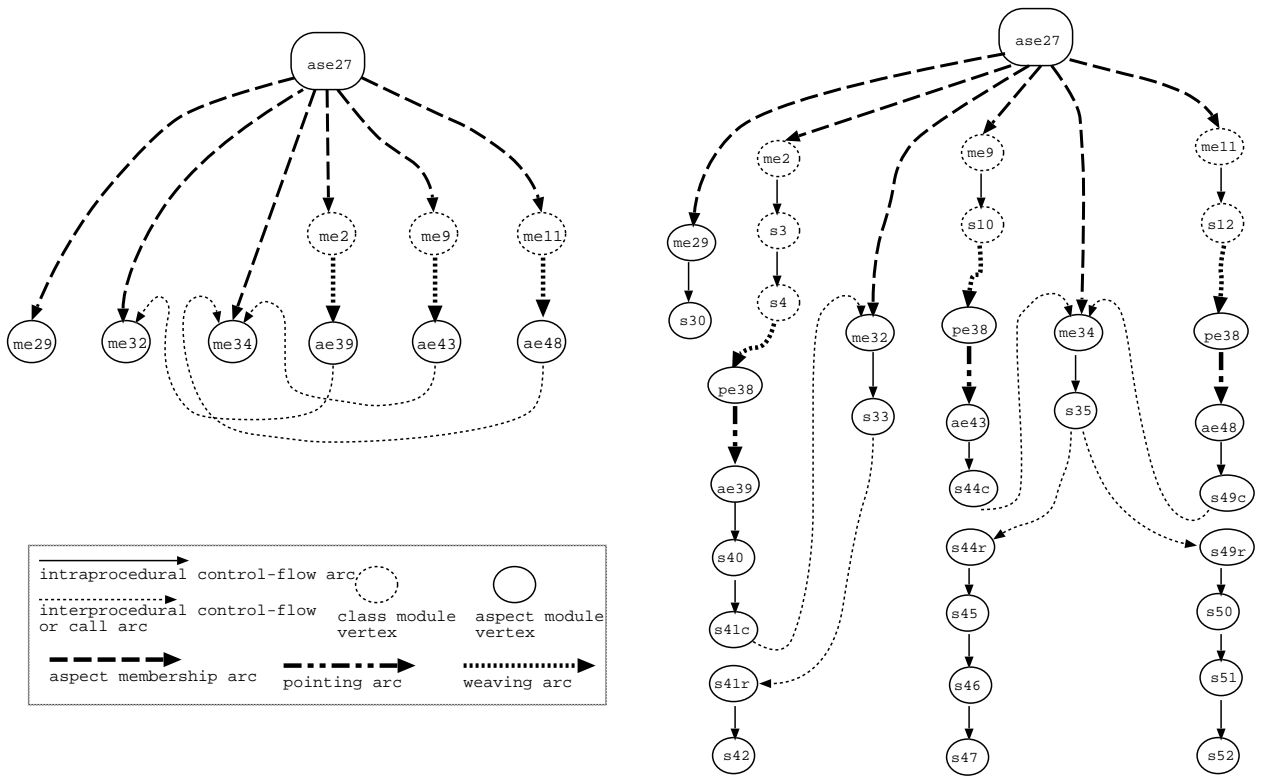 ase27
me2
me9
me11
me29
me32
me34
ae39
ae43
ae48
intraprocedural control-flow arc
interprocedural control-flow
or call arc
class module
vertex
aspect module
vertex
aspect membership arc
pointing arc
weaving arc
ase27
me2
me9
me11
me29
s3
s10
s12
s30
s4
me32
pe38
me34
pe38
pe38
s33
ae43
s35
ae48
ae39
s44c
s49c
s40
s44r
s49r
s41c
s45
s50
s41r
s46
s51
s42
s47
s52